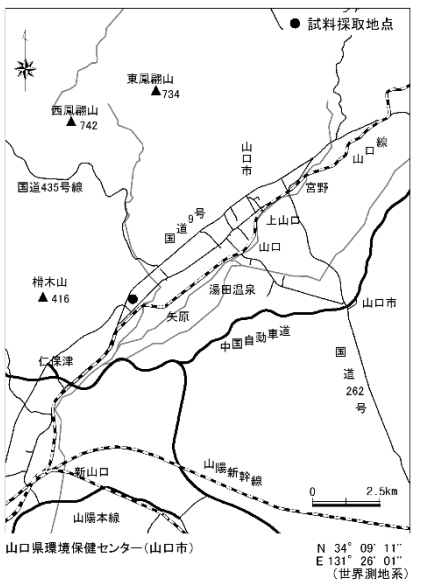 ● 試料採取地点
東鳳翩山
▲734
西鳳翩山
▲742
山口市
山口線
国道435号線
宮野
国道9号
上山口
山口
湯田温泉
楞木山
▲416
矢原
山口市
中国自動車道
仁保津
国道262号
新山口
山陽新幹線
山陽本線
0 2.5km
山口県環境保健センター(山口市)
N 34° 09' 11"
E 131° 26' 01"
(世界測地系)